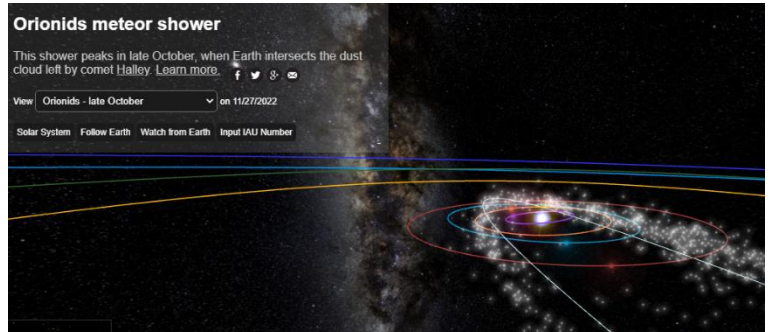 Orionids meteor shower
This shower peaks in late October, when Earth intersects the dust
cloud left by comet Halley. Learn more.
View Orionids - late October on 11/27/2022
Solar System Follow Earth Watch from Earth Input IAU Number